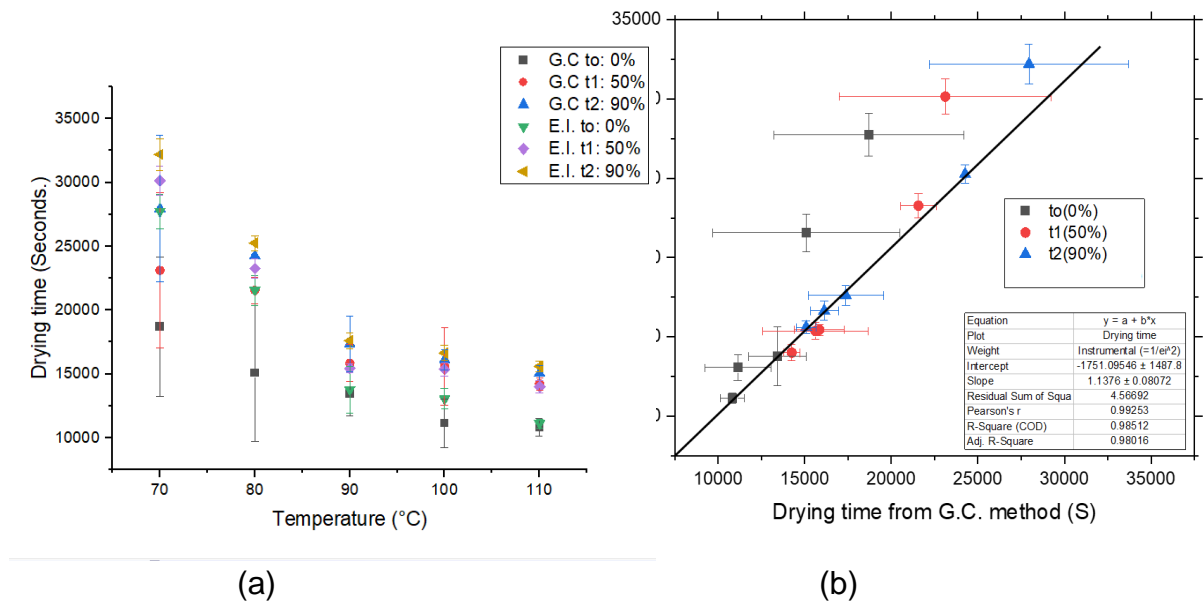 (a)
G.C to: 0%
G.C t1: 50%
G.C t2: 90%
E.I. to: 0%
E.I. t1: 50%
E.I. t2: 90%
Drying time (Seconds.)
35000
30000
25000
20000
15000
10000
70 80 90 100 110
Temperature (°C)
(a)
(b)
35000
to(0%)
t1(50%)
t2(90%)
Equation y = a + b*x
Plot Drying time
Weight Instrumental (=1/ei^2)
Intercept -1751.09546 ± 1487.8
Slope 1.1376 ± 0.08072
Residual Sum of Squa 4.56692
Pearson's r 0.99253
R-Square (COD) 0.98512
Adj. R-Square 0.98016
10000 15000 20000 25000 30000 35000
Drying time from G.C. method (S)
(b)